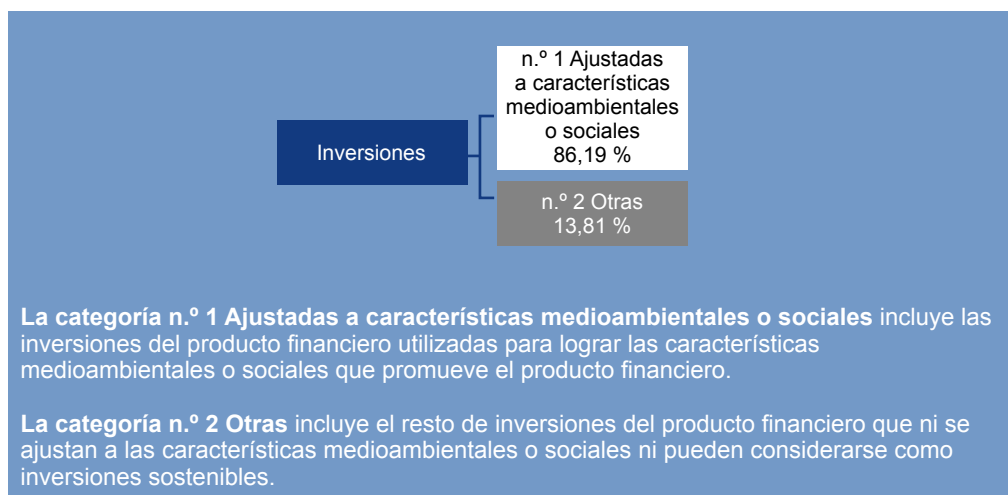 n.º 1 Ajustadas
a características
medioambientales
o sociales
86,19 %
Inversiones
n.º 2 Otras
13,81 %
La categoría n.º 1 Ajustadas a características medioambientales o sociales incluye las
inversiones del producto financiero utilizadas para lograr las características
medioambientales o sociales que promueve el producto financiero.
La categoría n.º 2 Otras incluye el resto de inversiones del producto financiero que ni se
ajustan a las características medioambientales o sociales ni pueden considerarse como
inversiones sostenibles.